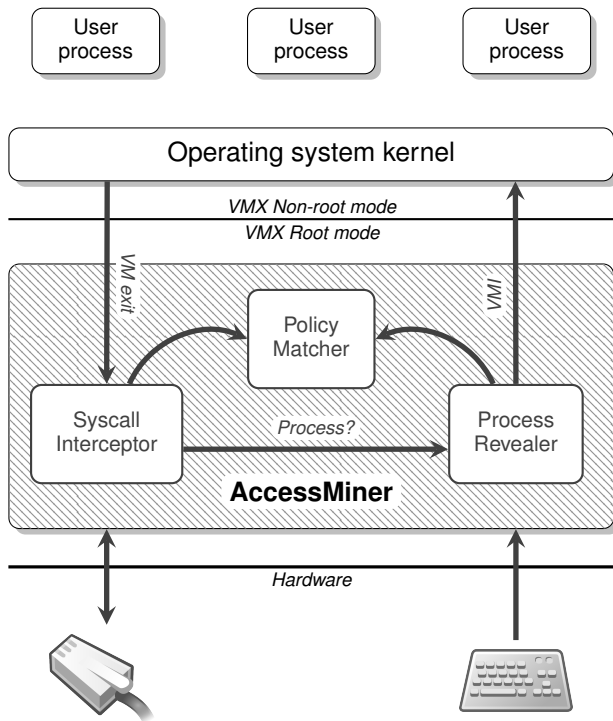 User
process
User
process
User
process
Operating system kernel
VMX Non-root mode
VMX Root mode
VM exit
VMI
Policy
Matcher
Syscall
Interceptor
Process?
Process
Revealer
AccessMiner
Hardware